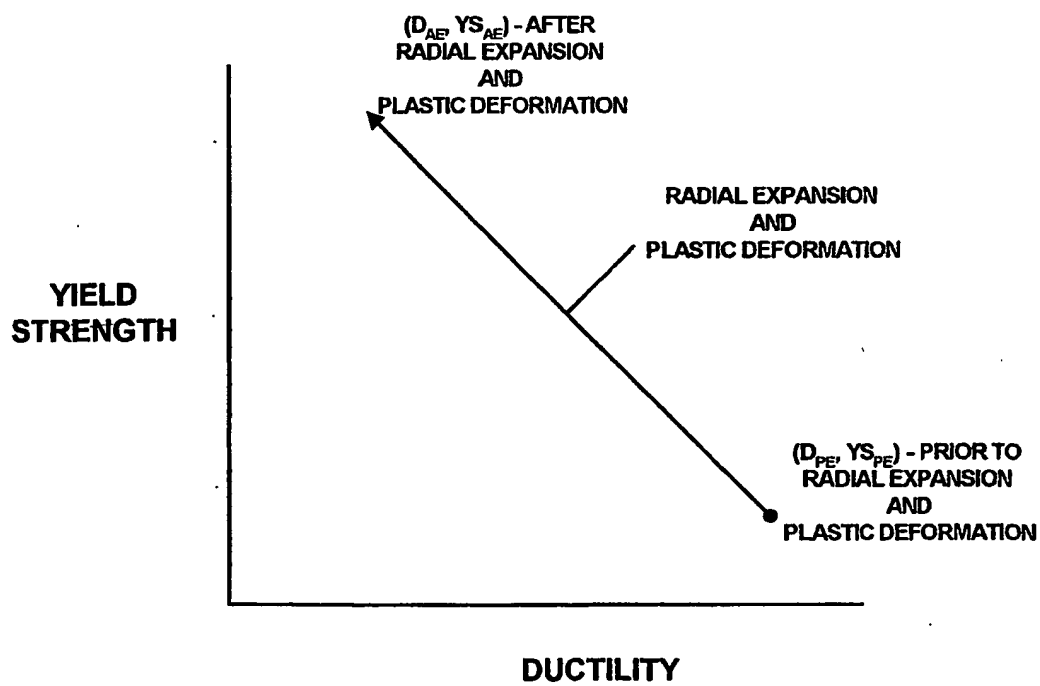 (D_AE, YS_AE) - AFTER
RADIAL EXPANSION
AND
PLASTIC DEFORMATION
RADIAL EXPANSION
AND
PLASTIC DEFORMATION
YIELD
STRENGTH
(D_PE, YS_PE) - PRIOR TO
RADIAL EXPANSION
AND
PLASTIC DEFORMATION
DUCTILITY